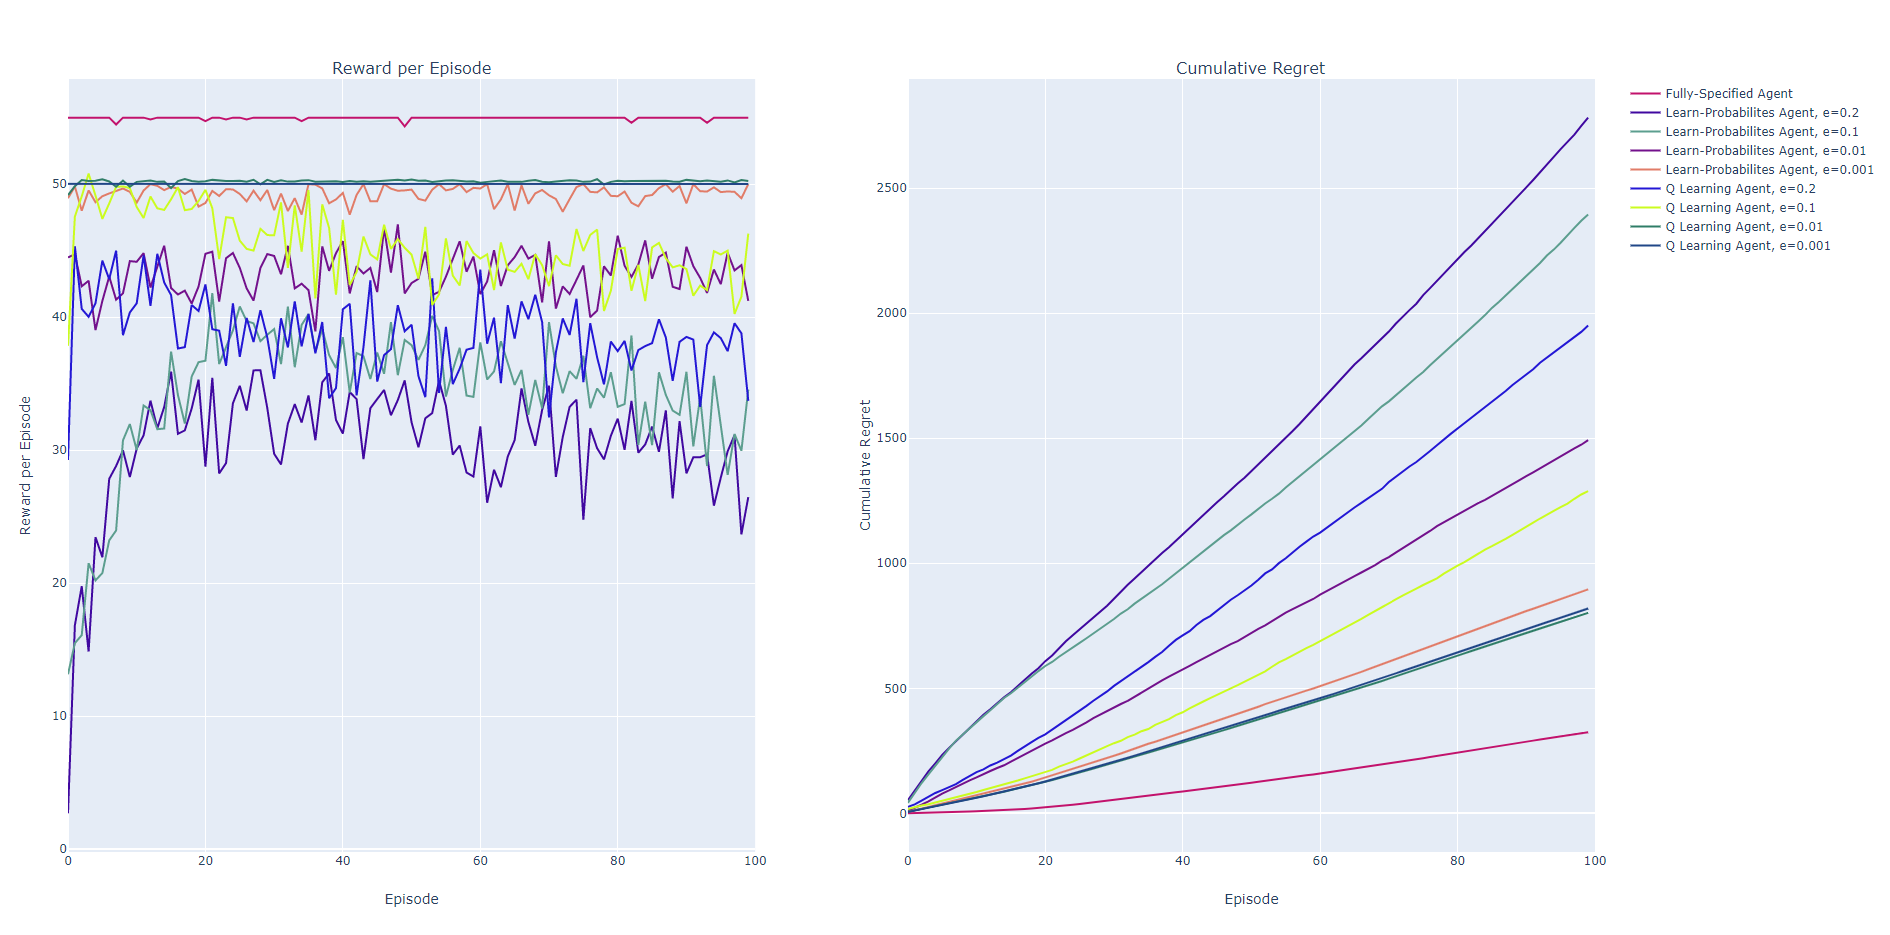 Reward per Episode
Cumulative Regret
Reward per Episode
50
40
30
20
10
0
0
20
40
60
80
100
Episode
Cumulative Regret
2500
2000
1500
1000
500
0
0
20
40
60
80
100
Episode
Fully-Specified Agent
Learn-Probabilites Agent, e=0.2
Learn-Probabilites Agent, e=0.1
Learn-Probabilites Agent, e=0.01
Learn-Probabilites Agent, e=0.001
Q Learning Agent, e=0.2
Q Learning Agent, e=0.1
Q Learning Agent, e=0.01
Q Learning Agent, e=0.001